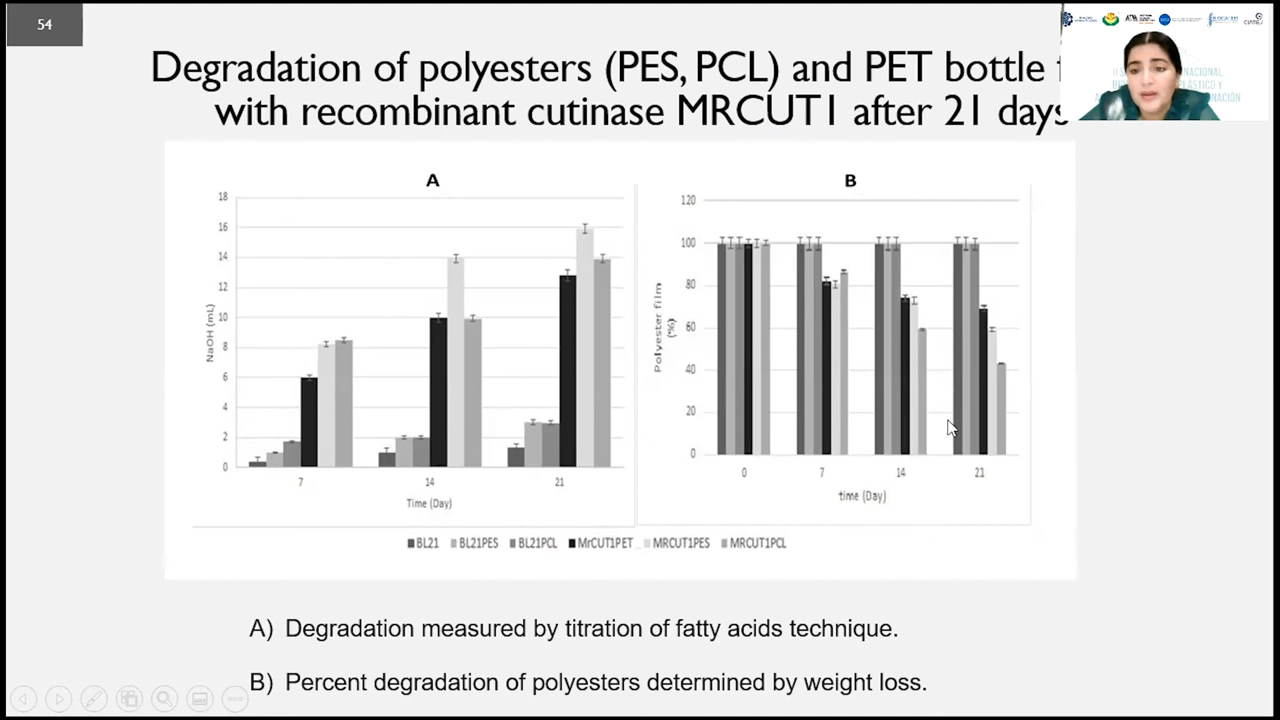 54
Degradation of polyesters (PES, PCL) and PET bottle
with recombinant cutinase MRCUT1 after 21 days
A
18
16
14
12
10
8
6
4
2
0
NaOH (mL)
7 14 21
Time (Day)
B
120
100
80
60
40
20
0
Polyester film
(%)
0 7 14 21
time (Day)
BL21 BL21PES BL21PCL MrCUT1PET MRCUT1PES MRCUT1PCL
A) Degradation measured by titration of fatty acids technique.
B) Percent degradation of polyesters determined by weight loss.